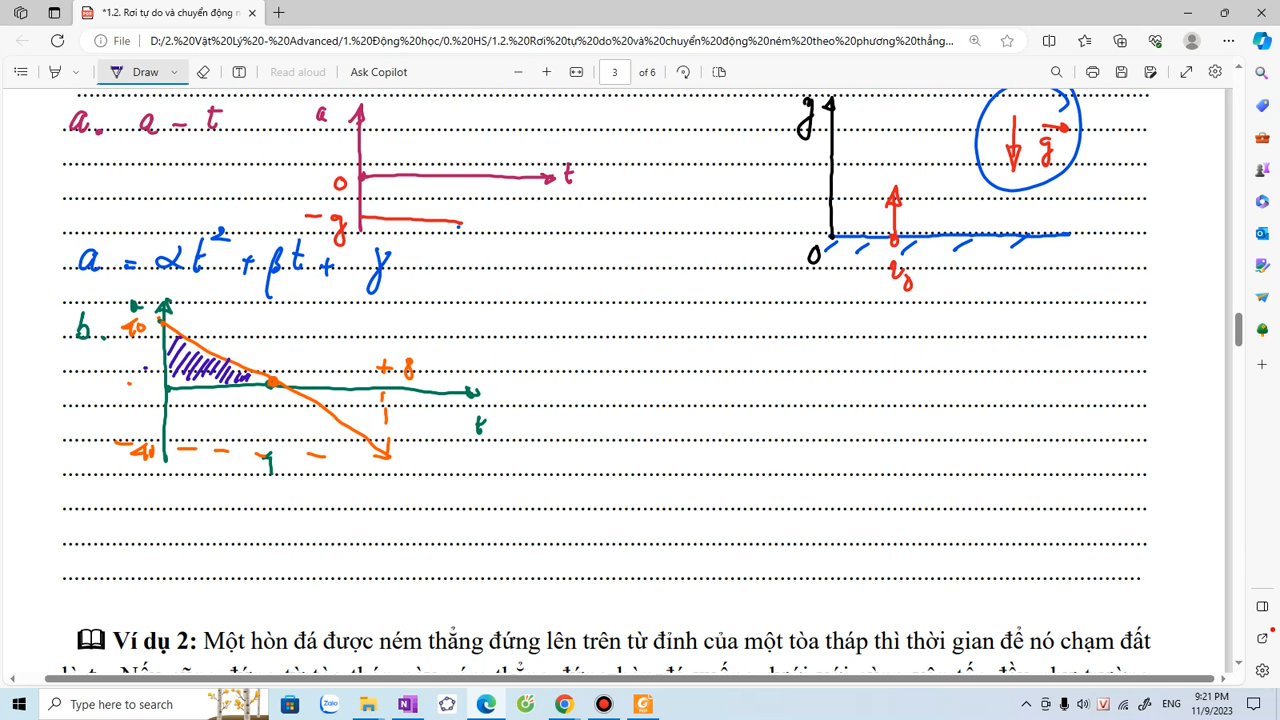 *1.2. Rơi tự do và chuyển động n
File D:/2.%20Vật%20Lý%20-%20Advanced/1.%20Động%20học/0.%20HS/1.2.%20Rơi%20tự%20do%20và%20chuyển%20động%20ném%20theo%20phương%20thẳng...
Draw Read aloud Ask Copilot 3 of 6
a. a - t
a
t
0
-g
y
g
0
v0
a = αt² + βt + γ
b.
40
+ 8
-40
t
Ví dụ 2: Một hòn đá được ném thẳng đứng lên trên từ đỉnh của một tòa tháp thì thời gian để nó chạm đất
Type here to search
Zalo
V
ENG
9:21 PM
11/9/2023